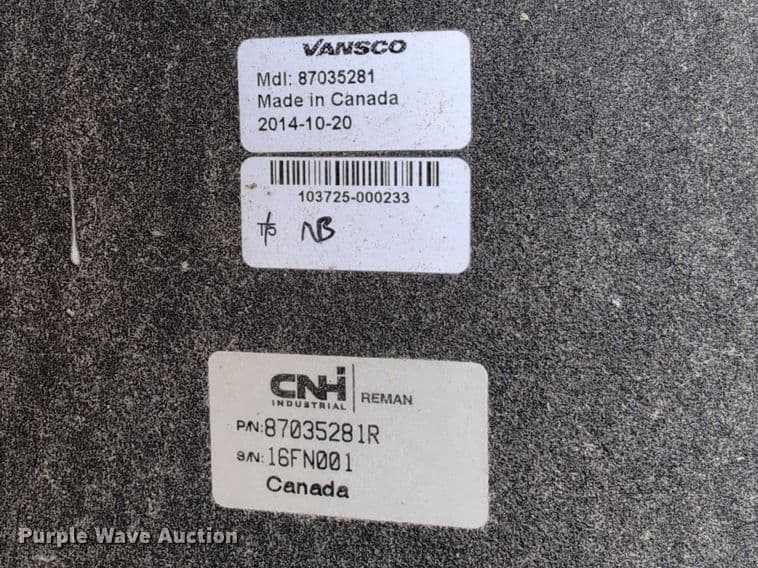 VANSCO
Mdl: 87035281
Made in Canada
2014-10-20
103725-000233
T/5 NB
CNH
INDUSTRIAL
REMAN
P/N:87035281R
S/N:16FN001
Canada
Purple Wave Auction